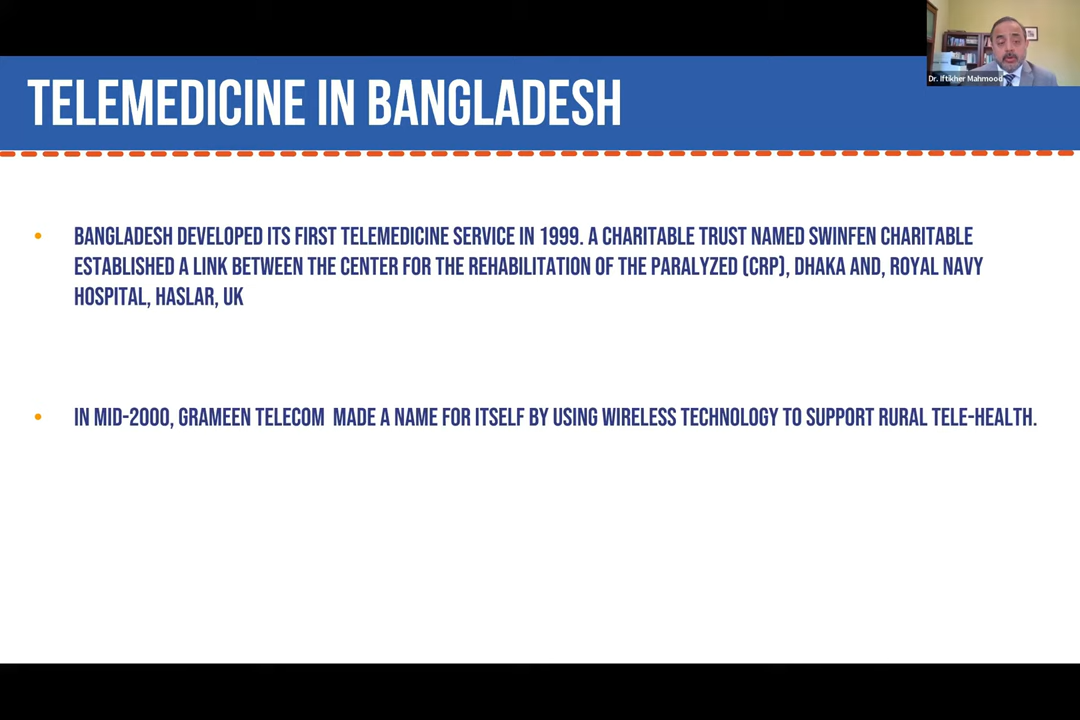 Dr. Iftikher Mahmood
TELEMEDICINE IN BANGLADESH
• BANGLADESH DEVELOPED ITS FIRST TELEMEDICINE SERVICE IN 1999. A CHARITABLE TRUST NAMED SWINFEN CHARITABLE
ESTABLISHED A LINK BETWEEN THE CENTER FOR THE REHABILITATION OF THE PARALYZED (CRP), DHAKA AND, ROYAL NAVY
HOSPITAL, HASLAR, UK
• IN MID-2000, GRAMEEN TELECOM MADE A NAME FOR ITSELF BY USING WIRELESS TECHNOLOGY TO SUPPORT RURAL TELE-HEALTH.